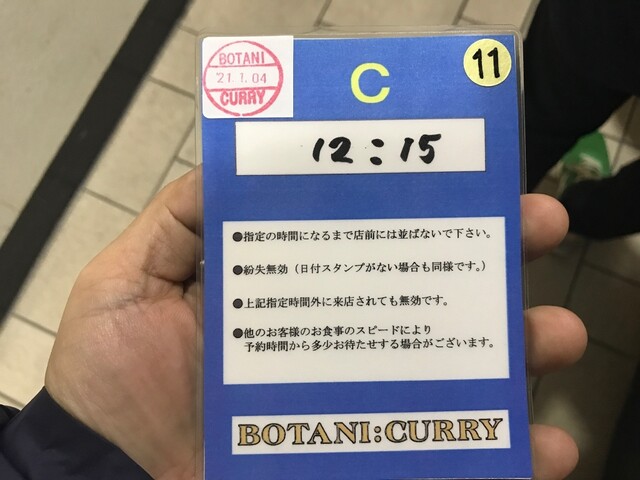 BOTANI
21.1.04
CURRY
C
11
12:15
●指定の時間になるまで店前には並ばないで下さい。
●紛失無効（日付スタンプがない場合も同様です。）
●上記指定時間外に来店されても無効です。
●他のお客様のお食事のスピードにより
予約時間から多少お待たせする場合がございます。
BOTANI:CURRY